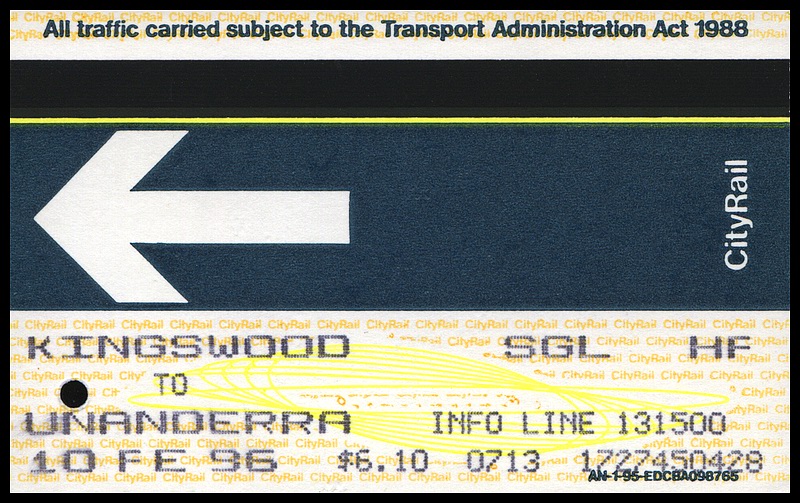 All traffic carried subject to the Transport Administration Act 1988
CityRail
KINGSWOOD SGL HF
TO
UNANDERRA INFO LINE 131500
10 FE 96 $6.10 0713 1727450428
AN-1-95-EDCBA098765